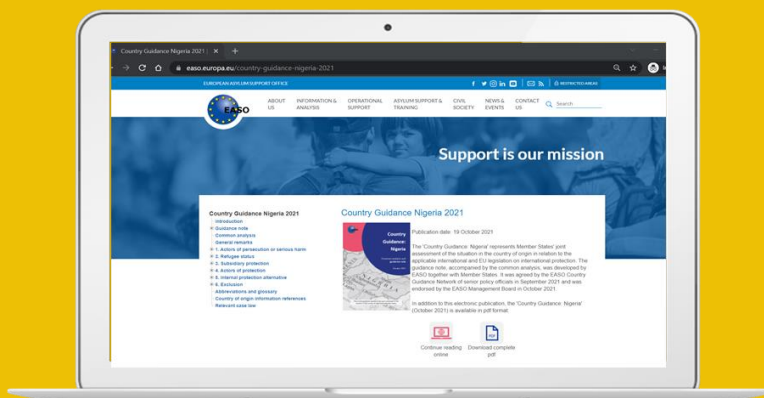 Country Guidance Nigeria 2021 |
easo.europa.eu/country-guidance-nigeria-2021
EUROPEAN ASYLUM SUPPORT OFFICE
RESTRICTED AREAS
EASO
ABOUT US
INFORMATION & ANALYSIS
OPERATIONAL SUPPORT
ASYLUM SUPPORT & TRAINING
CIVIL SOCIETY
NEWS & EVENTS
CONTACT US
Search
Support is our mission
Country Guidance Nigeria 2021
Introduction
Guidance note
Common analysis
General remarks
1. Actors of persecution or serious harm
2. Refugee status
3. Subsidiary protection
4. Actors of protection
5. Internal protection alternative
6. Exclusion
Abbreviations and glossary
Country of origin information references
Relevant case law
Country Guidance Nigeria 2021
Country
Guidance:
Nigeria
Publication date: 19 October 2021
The 'Country Guidance: Nigeria' represents Member States' joint
assessment of the situation in the country of origin in relation to the
applicable international and EU legislation on international protection. The
guidance note, accompanied by the common analysis, was developed by
EASO together with Member States. It was agreed by the EASO Country
Guidance Network of senior policy officials in September 2021 and was
endorsed by the EASO Management Board in October 2021.
In addition to this electronic publication, the 'Country Guidance: Nigeria'
(October 2021) is available in pdf format:
Continue reading
online
Download complete
pdf